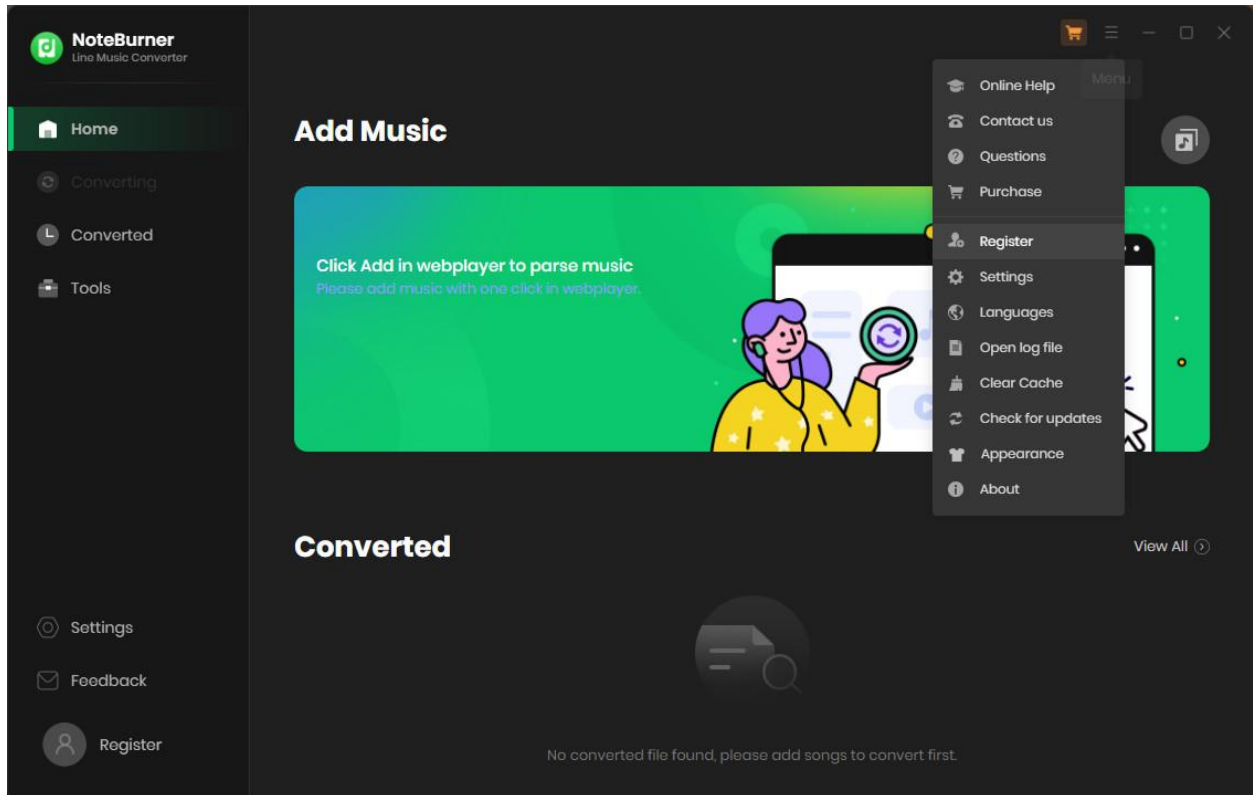 NoteBurner
Line Music Converter
Home
Converting
Converted
Tools
Settings
Feedback
Register
Menu
Online Help
Contact us
Questions
Purchase
Register
Settings
Languages
Open log file
Clear Cache
Check for updates
Appearance
About
Add Music
Click Add in webplayer to parse music
Please add music with one click in webplayer.
Converted
View All
No converted file found, please add songs to convert first.